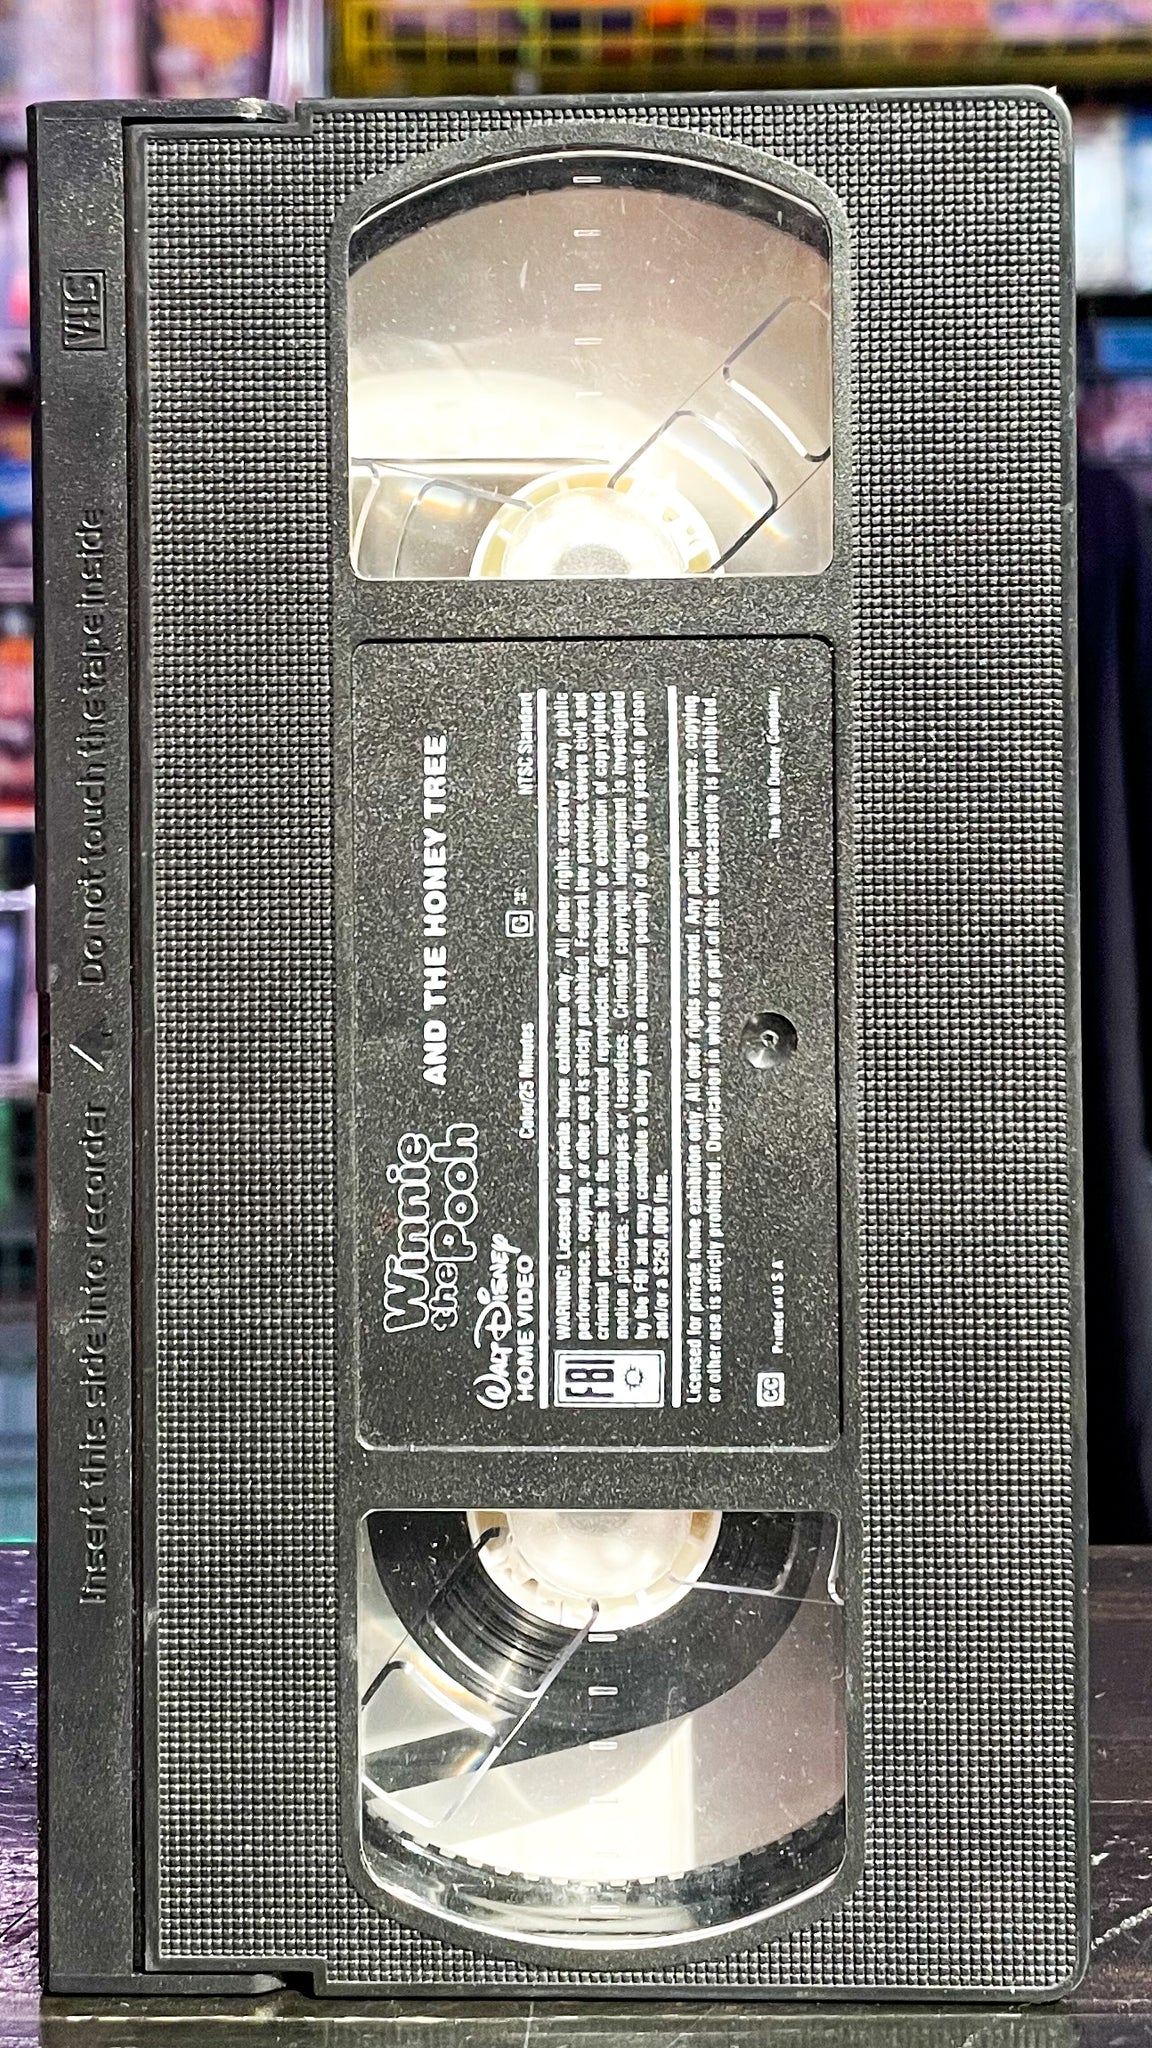 VHS
Insert this side into recorder / Do not touch the tape inside
Winnie
the Pooh
AND THE HONEY TREE
WALT DISNEY
HOME VIDEO
Color/25 Minutes
G
NTSC Standard
FBI
WARNING: Licensed for private home exhibition only. All other rights reserved. Any public
performance, copying, or other use is strictly prohibited. Federal law provides severe civil and
criminal penalties for the unauthorized reproduction, distribution or exhibition of copyrighted
motion pictures, videotapes or laserdiscs. Criminal copyright infringement is investigated
by the FBI and may constitute a felony with a maximum penalty of up to five years in prison
and/or a $250,000 fine.
Licensed for private home exhibition only. All other rights reserved. Any public performance, copying,
or other use is strictly prohibited. Duplication in whole or part of this videocassette is prohibited.
CC
Printed in U S A
The Walt Disney Company.